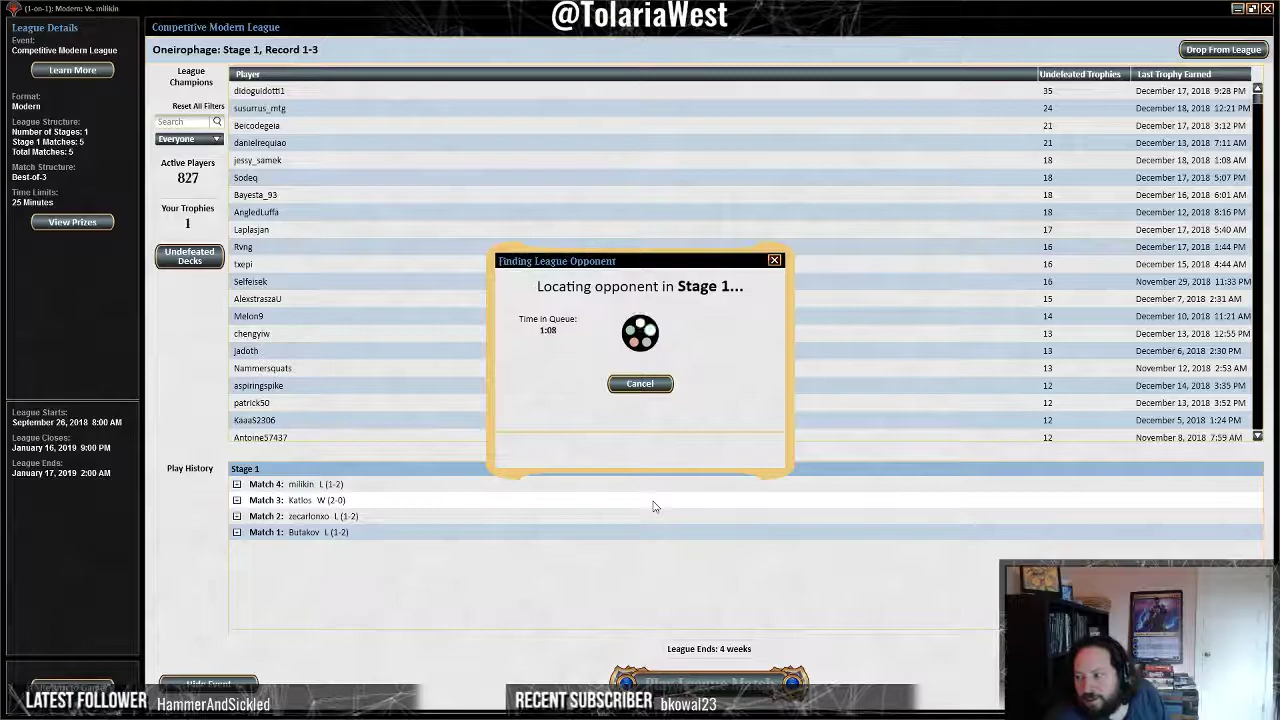 (1-on-1): Modern: Vs. milikin
@TolariaWest
League Details
Event:
Competitive Modern League
Learn More
Format:
Modern
League Structure:
Number of Stages: 1
Stage 1 Matches: 5
Total Matches: 5
Match Structure:
Best-of-3
Time Limits:
25 Minutes
View Prizes
League Starts:
September 26, 2018 8:00 AM
League Closes:
January 16, 2019 9:00 PM
League Ends:
January 17, 2019 2:00 AM
Competitive Modern League
Oneirophage: Stage 1, Record 1-3
Drop From League
League Champions
Reset All Filters
Search
Everyone
Active Players
827
Your Trophies
1
Undefeated Decks
Player Undefeated Trophies Last Trophy Earned
didoguidotti1 35 December 17, 2018 9:28 PM
susurrus_mtg 24 December 18, 2018 12:21 PM
Beicodegeia 21 December 17, 2018 3:12 PM
danielrequiao 21 December 13, 2018 7:11 AM
jessy_samek 18 December 18, 2018 1:08 AM
Sodeq 18 December 17, 2018 5:07 PM
Bayesta_93 18 December 16, 2018 6:01 AM
AngledLuffa 18 December 12, 2018 8:16 PM
Laplasjan 17 December 17, 2018 5:40 AM
Rvng 16 December 17, 2018 1:44 PM
txepi 16 December 15, 2018 4:44 AM
Selfeisek 16 November 29, 2018 11:33 PM
AlexstraszaU 15 December 7, 2018 2:31 AM
Melon9 14 December 10, 2018 11:21 AM
chengyiw 13 December 13, 2018 12:55 PM
Jadoth 13 December 6, 2018 2:30 PM
Nammersquats 13 November 12, 2018 2:53 AM
aspiringspike 12 December 14, 2018 3:35 PM
patrick50 12 December 13, 2018 3:52 PM
KaaaS2306 12 December 5, 2018 1:24 PM
Antoine57437 12 November 8, 2018 7:59 AM
Finding League Opponent
Locating opponent in Stage 1...
Time in Queue:
1:08
Cancel
Play History
Stage 1
Match 4: milikin L (1-2)
Match 3: Katlos W (2-0)
Match 2: zecarlonxo L (1-2)
Match 1: Butakov L (1-2)
League Ends: 4 weeks
Hide Event
Play League Match
LATEST FOLLOWER HammerAndSickled
RECENT SUBSCRIBER bkowal23